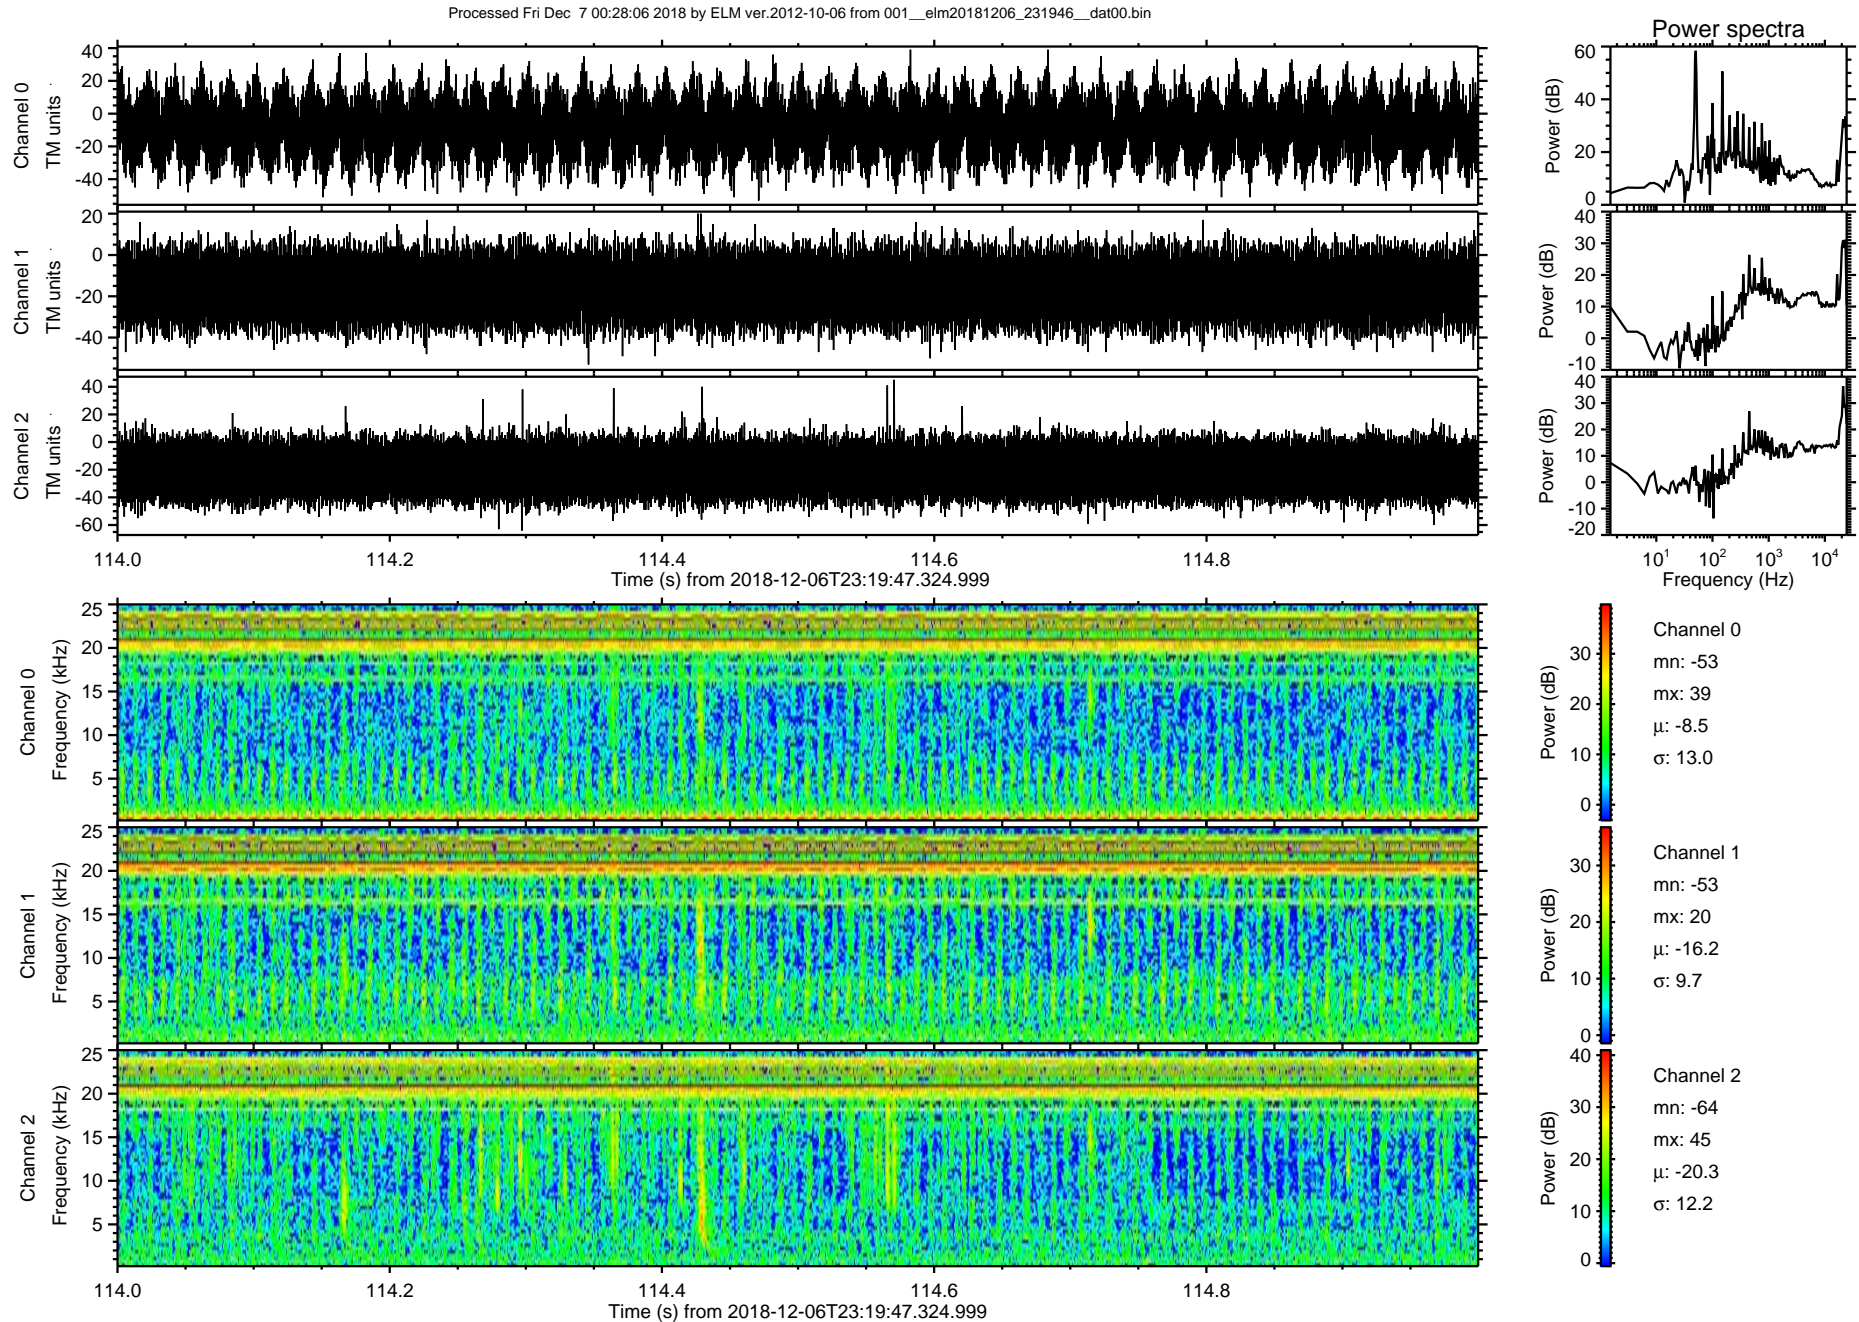 Processed Fri Dec  7 00:28:06 2018 by ELM ver.2012-10-06 from 001__elm20181206_231946__dat00.bin
Power spectra
Channel 0
TM units
40
20
0
-20
-40
Power (dB)
60
40
20
0
Channel 1
TM units
20
0
-20
-40
Power (dB)
40
30
20
10
0
-10
Channel 2
TM units
40
20
0
-20
-40
-60
Power (dB)
40
30
20
10
0
-10
-20
114.0 114.2 114.4 114.6 114.8
Time (s) from 2018-12-06T23:19:47.324.999
10^1 10^2 10^3 10^4
Frequency (Hz)
Channel 0
Frequency (kHz)
25
20
15
10
5
Power (dB)
30
20
10
0
Channel 0
mn: -53
mx: 39
μ: -8.5
σ: 13.0
Channel 1
Frequency (kHz)
25
20
15
10
5
Power (dB)
30
20
10
0
Channel 1
mn: -53
mx: 20
μ: -16.2
σ: 9.7
Channel 2
Frequency (kHz)
25
20
15
10
5
Power (dB)
40
30
20
10
0
Channel 2
mn: -64
mx: 45
μ: -20.3
σ: 12.2
114.0 114.2 114.4 114.6 114.8
Time (s) from 2018-12-06T23:19:47.324.999